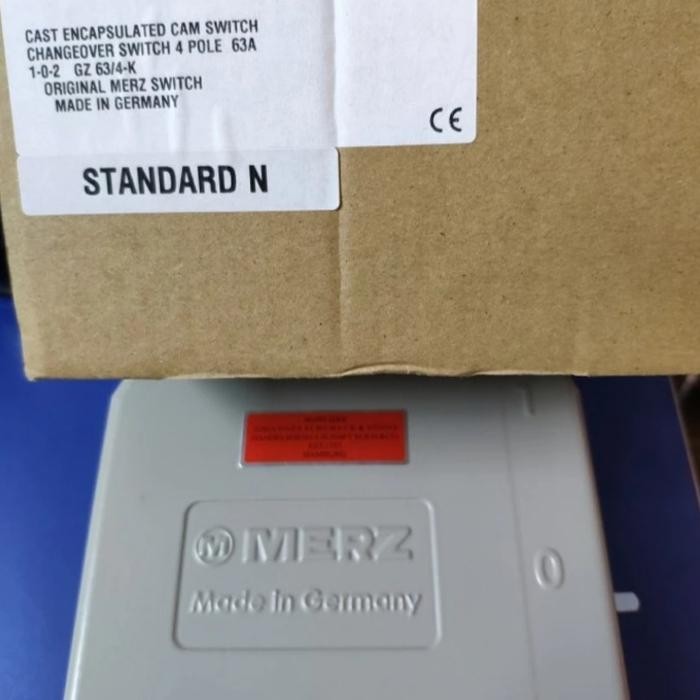 CAST ENCAPSULATED CAM SWITCH
CHANGEOVER SWITCH 4 POLE 63A
1-0-2 GZ 63/4-K
ORIGINAL MERZ SWITCH
MADE IN GERMANY
CE
STANDARD N
HAMBURG
M MERZ
Made in Germany
0